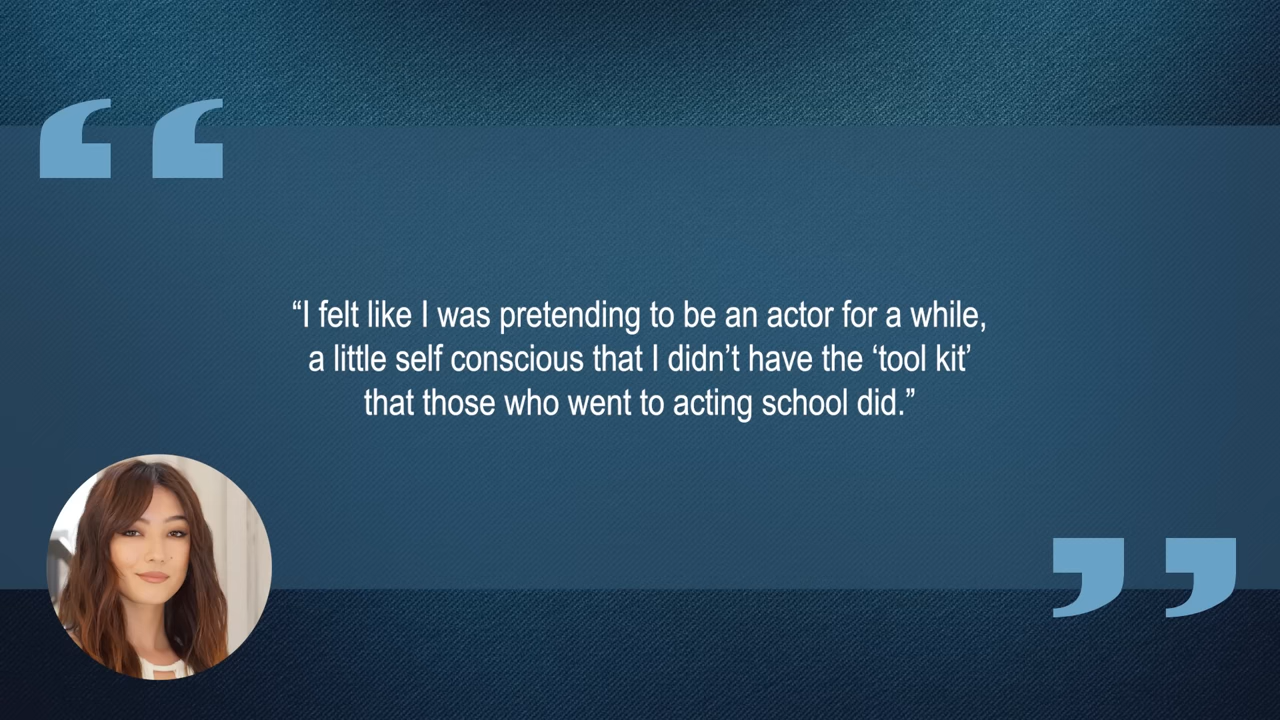 “I felt like I was pretending to be an actor for a while,
a little self conscious that I didn’t have the ‘tool kit’
that those who went to acting school did.”